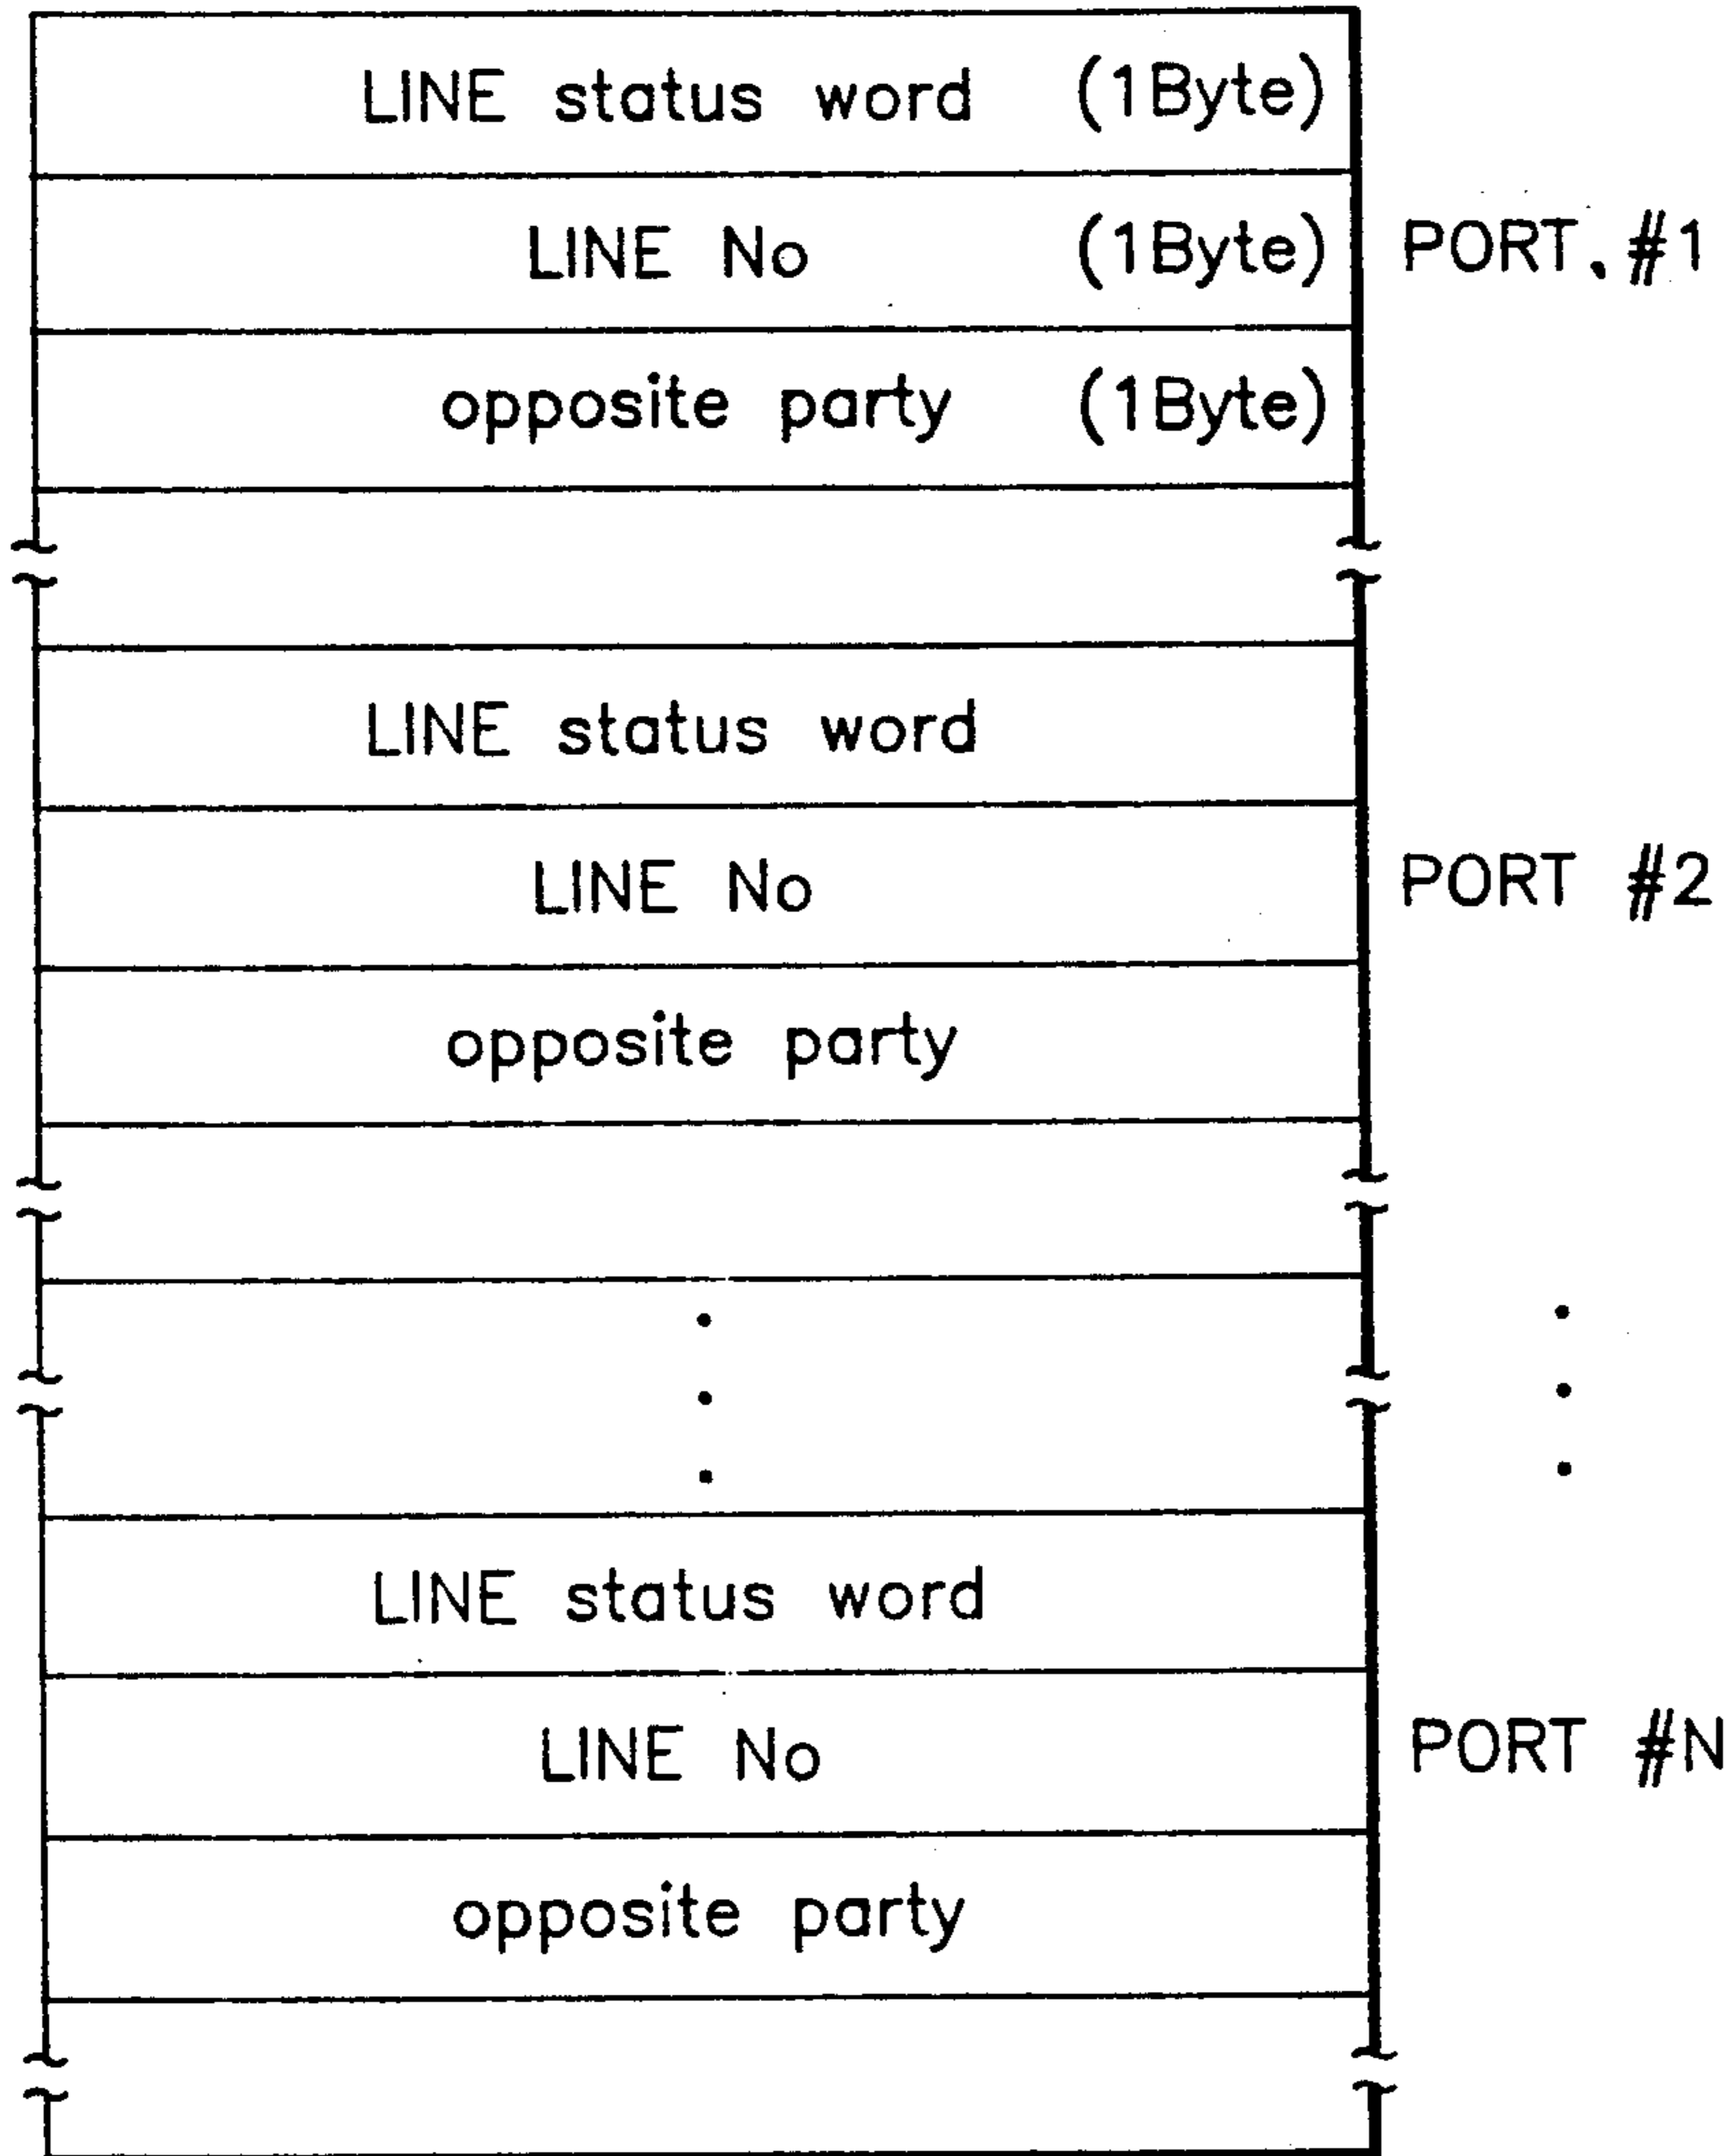 LINE status word (1Byte)
LINE No (1Byte) PORT. #1
opposite party (1Byte)
LINE status word
LINE No PORT #2
opposite party
LINE status word
LINE No PORT #N
opposite party